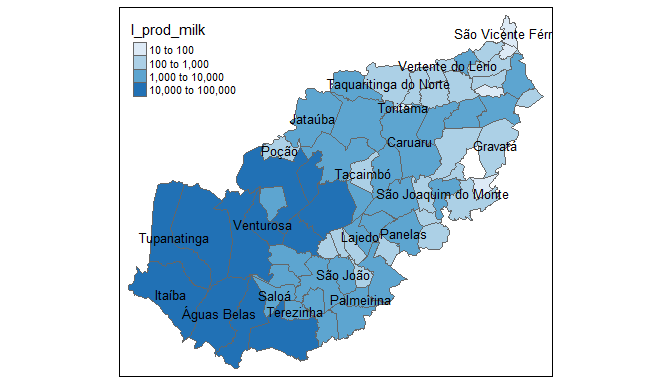 l_prod_milk
10 to 100
100 to 1,000
1,000 to 10,000
10,000 to 100,000
São Vicente Férr
Vertente do Lério
Taquaritinga do Norte
Toritama
Jataúba
Caruaru
Gravatá
Poção
Tacaimbó
São Joaquim do Monte
Venturosa
Tupanatinga
Lajedo
Panelas
São João
Itaíba
Saloá
Palmeirina
Águas Belas
Terezinha